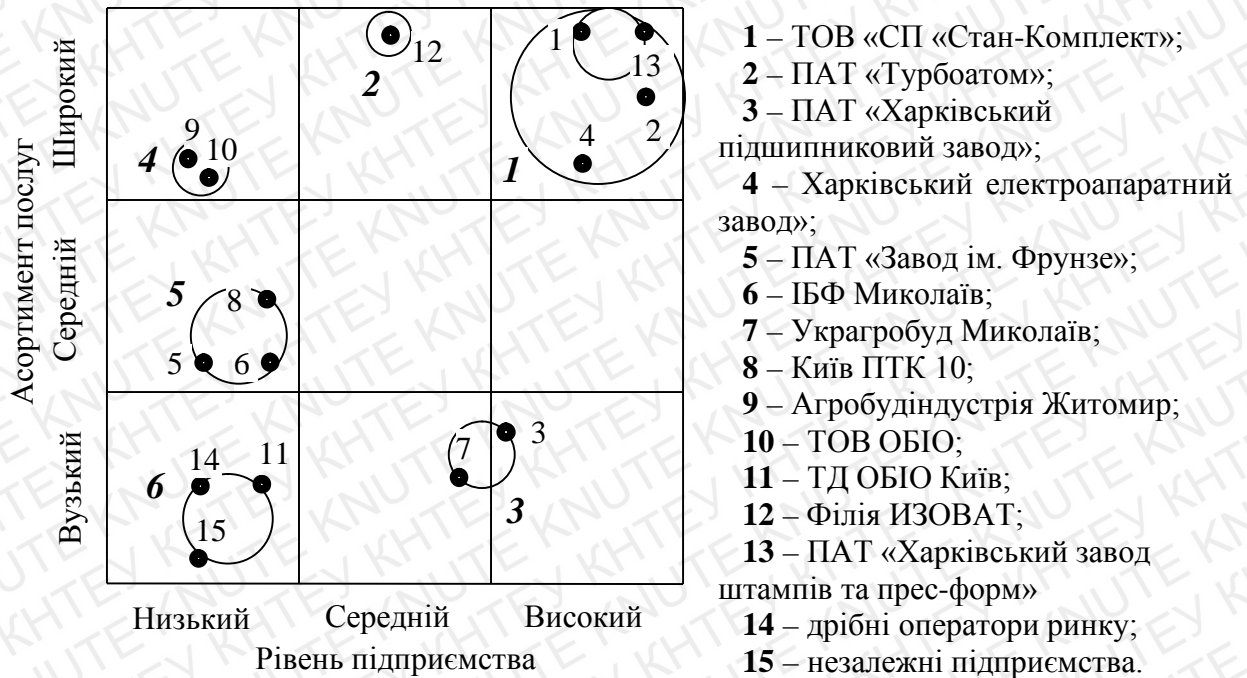 Асортимент послуг
Широкий
Середній
Вузький
12
2
1
13
2
4
1
9
10
4
5
8
5
6
14
11
6
15
7
3
3
Низький
Середній
Високий
Рівень підприємства
1 – ТОВ «СП «Стан-Комплект»;
2 – ПАТ «Турбоатом»;
3 – ПАТ «Харківський
підшипниковий завод»;
4 – Харківський електроапаратний
завод»;
5 – ПАТ «Завод ім. Фрунзе»;
6 – ІБФ Миколаїв;
7 – Украгробуд Миколаїв;
8 – Київ ПТК 10;
9 – Агробудіндустрія Житомир;
10 – ТОВ ОБІО;
11 – ТД ОБІО Київ;
12 – Філія ИЗОВАТ;
13 – ПАТ «Харківський завод
штампів та прес-форм»
14 – дрібні оператори ринку;
15 – незалежні підприємства.